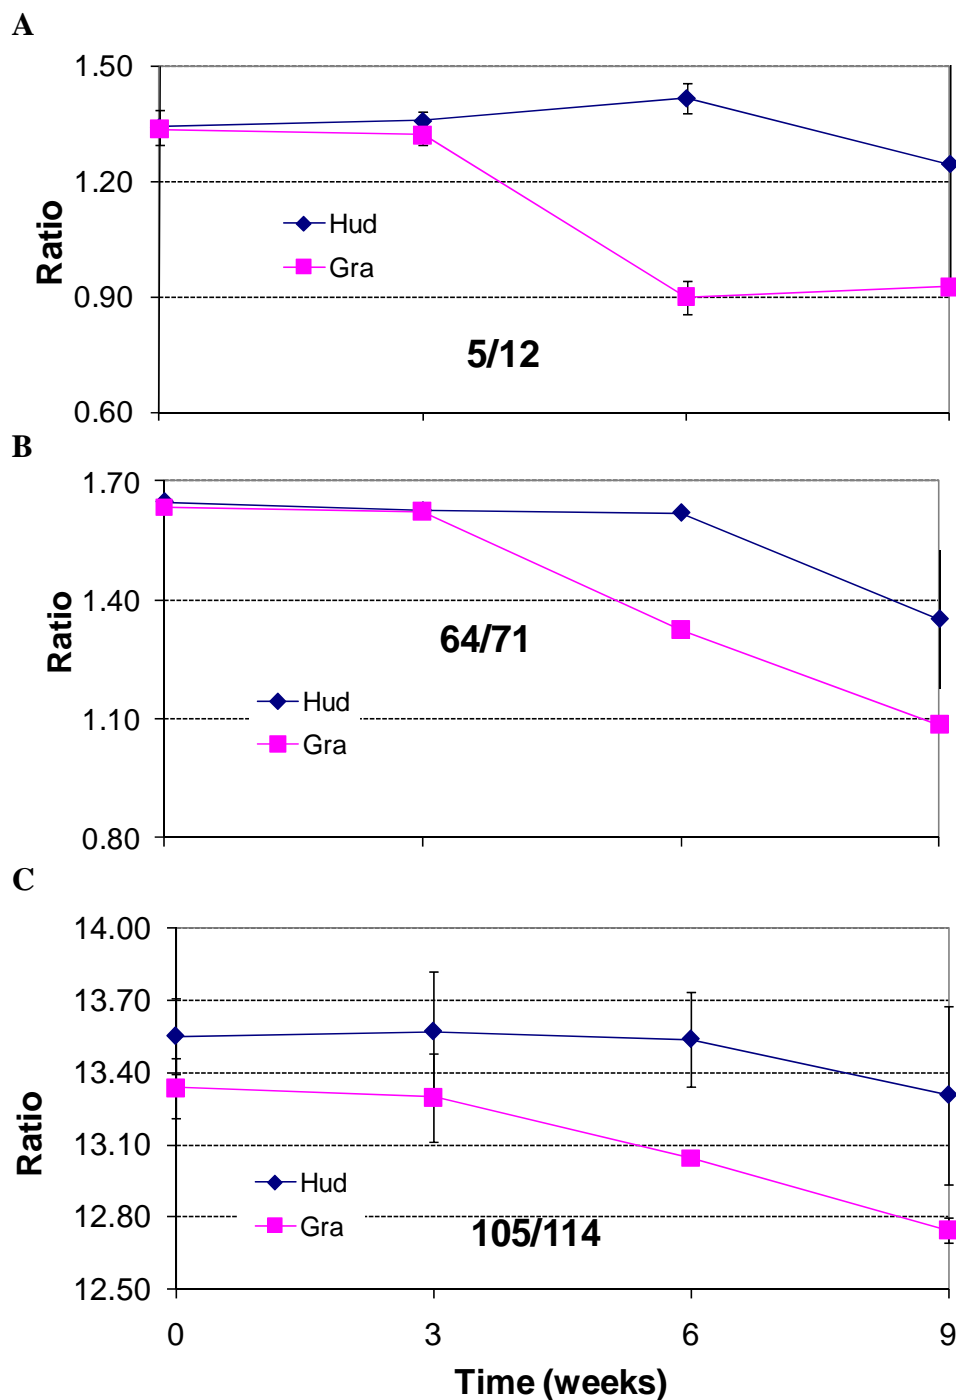 A
1.50
1.20
0.90
0.60
Ratio
Hud
Gra
5/12
B
1.70
1.40
1.10
0.80
Ratio
64/71
Hud
Gra
C
14.00
13.70
13.40
13.10
12.80
12.50
Ratio
Hud
Gra
105/114
0 3 6 9
Time (weeks)